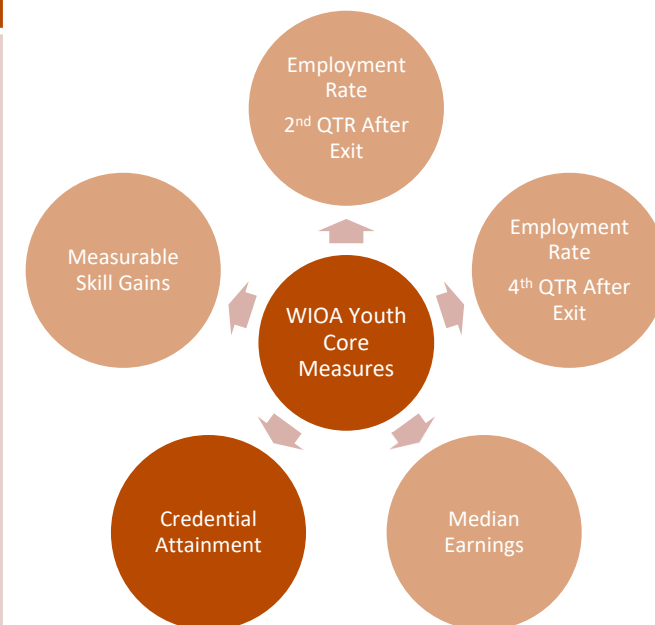 Employment
Rate
2nd QTR After
Exit
Employment
Rate
4th QTR After
Exit
Measurable
Skill Gains
WIOA Youth
Core
Measures
Credential
Attainment
Median
Earnings